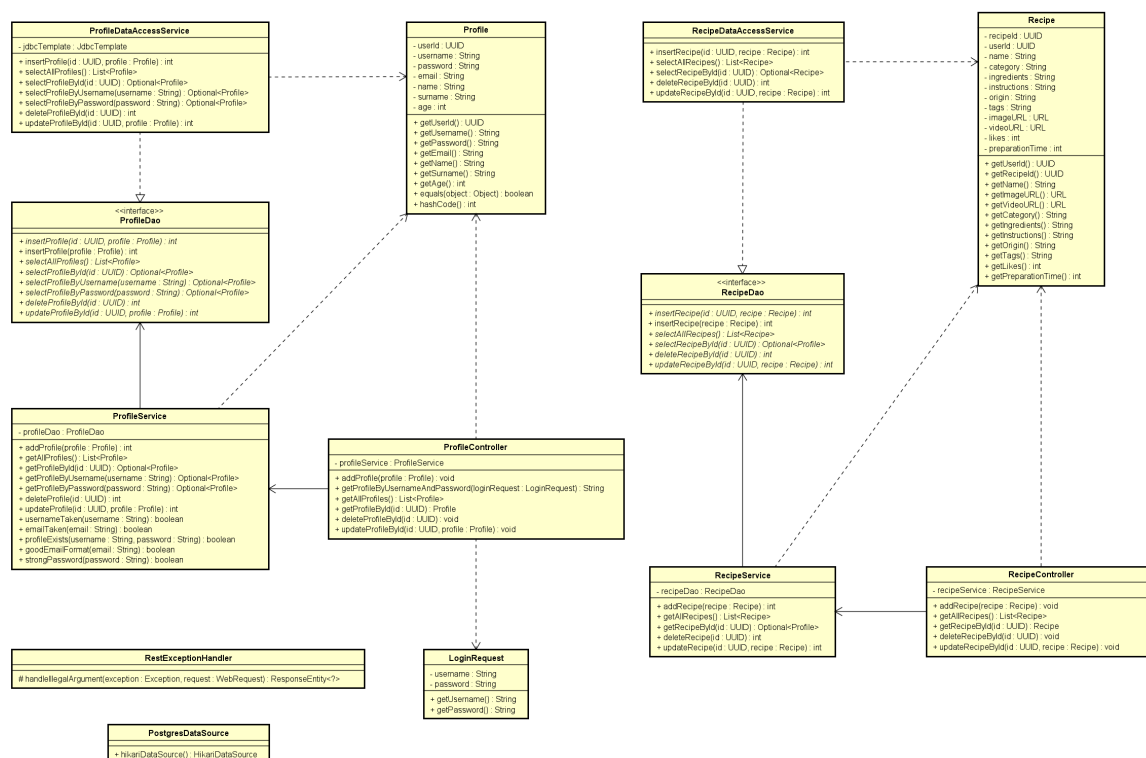 ProfileDataAccessService
- jdbcTemplate : JdbcTemplate
+ insertProfile(id : UUID, profile : Profile) : int
+ selectAllProfiles() : List<Profile>
+ selectProfileById(id : UUID) : Optional<Profile>
+ selectProfileByUsername(username : String) : Optional<Profile>
+ selectProfileByPassword(password : String) : Optional<Profile>
+ deleteProfileById(id : UUID) : int
+ updateProfileById(id : UUID, profile : Profile) : int
Profile
- userId : UUID
- username : String
- password : String
- email : String
- name : String
- surname : String
- age : int
+ getUserId() : UUID
+ getUsername() : String
+ getPassword() : String
+ getEmail() : String
+ getName() : String
+ getSurname() : String
+ getAge() : int
+ equals(object : Object) : boolean
+ hashCode() : int
RecipeDataAccessService
+ insertRecipe(id : UUID, recipe : Recipe) : int
+ selectAllRecipes() : List<Recipe>
+ selectRecipeById(id : UUID) : Optional<Recipe>
+ deleteRecipeById(id : UUID) : int
+ updateRecipeById(id : UUID, recipe : Recipe) : int
Recipe
- recipeId : UUID
- userId : UUID
- name : String
- category : String
- ingredients : String
- instructions : String
- origin : String
- tags : String
- imageURL : URL
- videoURL : URL
- likes : int
- preparationTime : int
+ getUserId() : UUID
+ getRecipeId() : UUID
+ getName() : String
+ getImageURL() : URL
+ getVideoURL() : URL
+ getCategory() : String
+ getIngredients() : String
+ getInstructions() : String
+ getOrigin() : String
+ getTags() : String
+ getLikes() : int
+ getPreparationTime() : int
<<interface>>
ProfileDao
+ insertProfile(id : UUID, profile : Profile) : int
+ insertProfile(profile : Profile) : int
+ selectAllProfiles() : List<Profile>
+ selectProfileById(id : UUID) : Optional<Profile>
+ selectProfileByUsername(username : String) : Optional<Profile>
+ selectProfileByPassword(password : String) : Optional<Profile>
+ deleteProfileById(id : UUID) : int
+ updateProfileById(id : UUID, profile : Profile) : int
<<interface>>
RecipeDao
+ insertRecipe(id : UUID, recipe : Recipe) : int
+ insertRecipe(recipe : Recipe) : int
+ selectAllRecipes() : List<Recipe>
+ selectRecipeById(id : UUID) : Optional<Profile>
+ deleteRecipeById(id : UUID) : int
+ updateRecipeById(id : UUID, recipe : Recipe) : int
ProfileService
- profileDao : ProfileDao
+ addProfile(profile : Profile) : int
+ getAllProfiles() : List<Profile>
+ getProfileById(id : UUID) : Optional<Profile>
+ getProfileByUsername(username : String) : Optional<Profile>
+ getProfileByPassword(password : String) : Optional<Profile>
+ deleteProfile(id : UUID) : int
+ updateProfile(id : UUID, profile : Profile) : int
+ usernameTaken(username : String) : boolean
+ emailTaken(email : String) : boolean
+ profileExists(username : String, password : String) : boolean
+ goodEmailFormat(email : String) : boolean
+ strongPassword(password : String) : boolean
ProfileController
- profileService : ProfileService
+ addProfile(profile : Profile) : void
+ getProfileByUsernameAndPassword(loginRequest : LoginRequest) : String
+ getAllProfiles() : List<Profile>
+ getProfileById(id : UUID) : Profile
+ deleteProfileById(id : UUID) : void
+ updateProfileById(id : UUID, profile : Profile) : void
RecipeService
- recipeDao : RecipeDao
+ addRecipe(recipe : Recipe) : int
+ getAllRecipes() : List<Recipe>
+ getRecipeById(id : UUID) : Optional<Profile>
+ deleteRecipe(id : UUID) : int
+ updateRecipe(id : UUID, recipe : Recipe) : int
RecipeController
- recipeService : RecipeService
+ addRecipe(recipe : Recipe) : void
+ getAllRecipes() : List<Recipe>
+ getRecipeById(id : UUID) : Recipe
+ deleteRecipeById(id : UUID) : void
+ updateRecipeById(id : UUID, recipe : Recipe) : void
RestExceptionHandler
# handleIllegalArgument(exception : Exception, request : WebRequest) : ResponseEntity<?>
LoginRequest
- username : String
- password : String
+ getUsername() : String
+ getPassword() : String
PostgresDataSource
+ hikariDataSource() : HikariDataSource